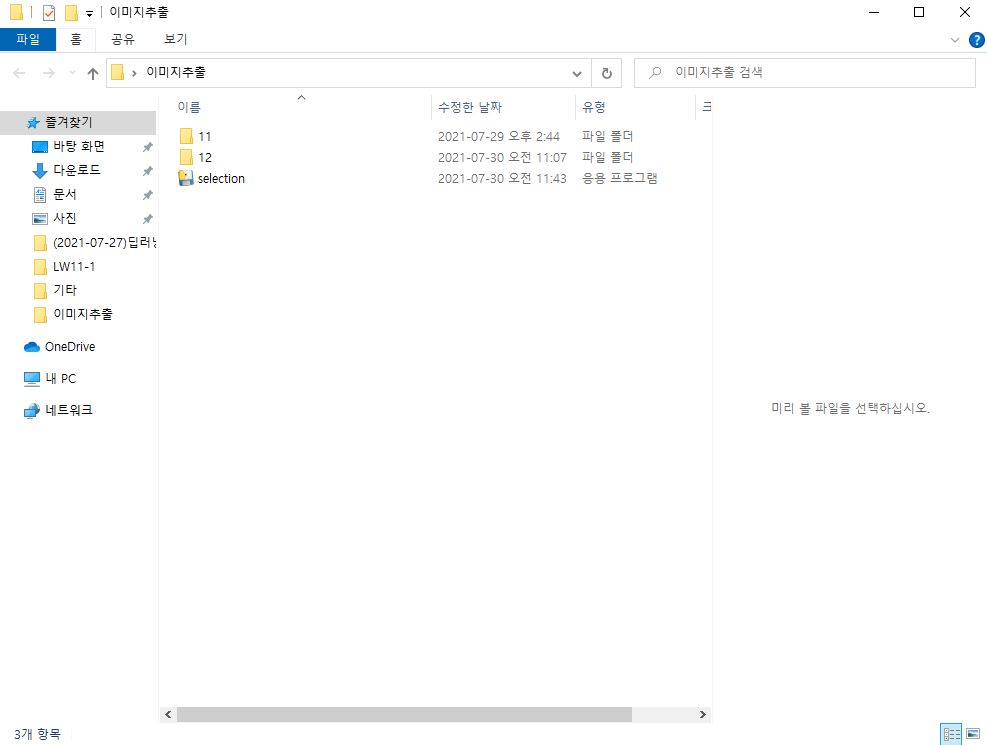 이미지추출
파일 홈 공유 보기
이미지추출
이미지추출 검색
즐겨찾기
바탕 화면
다운로드
문서
사진
(2021-07-27)딥러닝
LW11-1
기타
이미지추출
OneDrive
내 PC
네트워크
이름 수정한 날짜 유형 크
11 2021-07-29 오후 2:44 파일 폴더
12 2021-07-30 오전 11:07 파일 폴더
selection 2021-07-30 오전 11:43 응용 프로그램
미리 볼 파일을 선택하십시오.
3개 항목